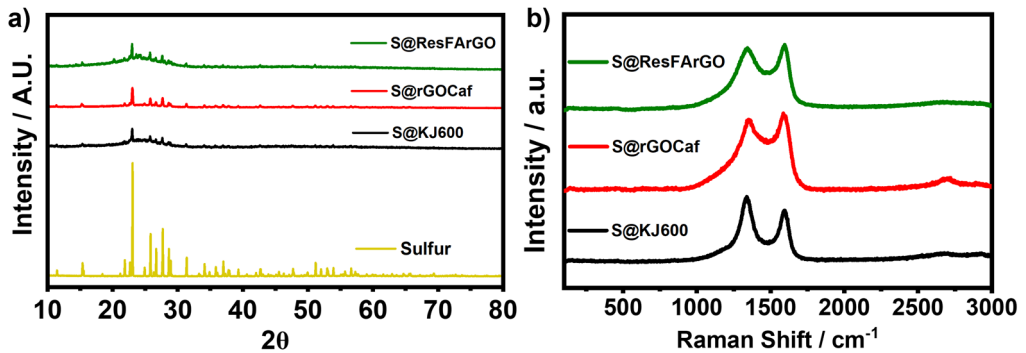 a)
Intensity / A.U.
S@ResFArGO
S@rGOCaf
S@KJ600
Sulfur
10 20 30 40 50 60 70 80
2θ
b)
Intensity / a.u.
S@ResFArGO
S@rGOCaf
S@KJ600
500 1000 1500 2000 2500 3000
Raman Shift / cm⁻¹